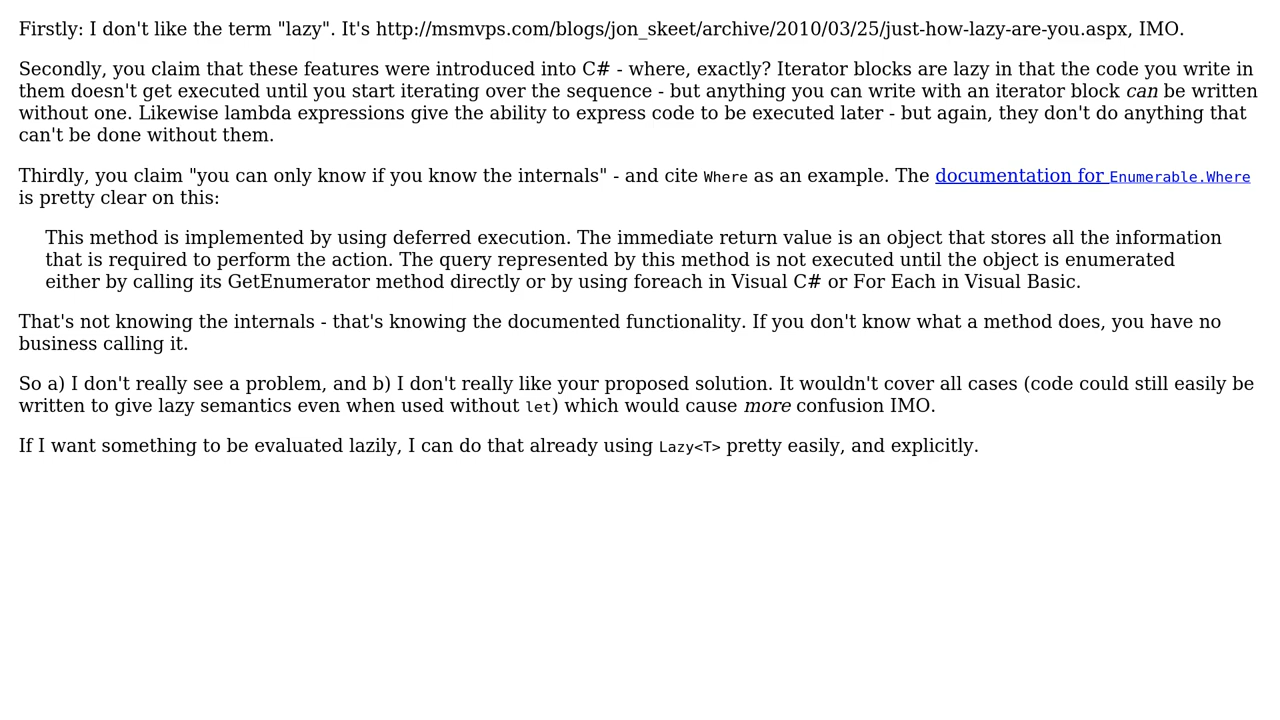 Firstly: I don't like the term "lazy". It's http://msmvps.com/blogs/jon_skeet/archive/2010/03/25/just-how-lazy-are-you.aspx, IMO.
Secondly, you claim that these features were introduced into C# - where, exactly? Iterator blocks are lazy in that the code you write in
them doesn't get executed until you start iterating over the sequence - but anything you can write with an iterator block can be written
without one. Likewise lambda expressions give the ability to express code to be executed later - but again, they don't do anything that
can't be done without them.
Thirdly, you claim "you can only know if you know the internals" - and cite Where as an example. The documentation for Enumerable.Where
is pretty clear on this:
This method is implemented by using deferred execution. The immediate return value is an object that stores all the information
that is required to perform the action. The query represented by this method is not executed until the object is enumerated
either by calling its GetEnumerator method directly or by using foreach in Visual C# or For Each in Visual Basic.
That's not knowing the internals - that's knowing the documented functionality. If you don't know what a method does, you have no
business calling it.
So a) I don't really see a problem, and b) I don't really like your proposed solution. It wouldn't cover all cases (code could still easily be
written to give lazy semantics even when used without let) which would cause more confusion IMO.
If I want something to be evaluated lazily, I can do that already using Lazy<T> pretty easily, and explicitly.